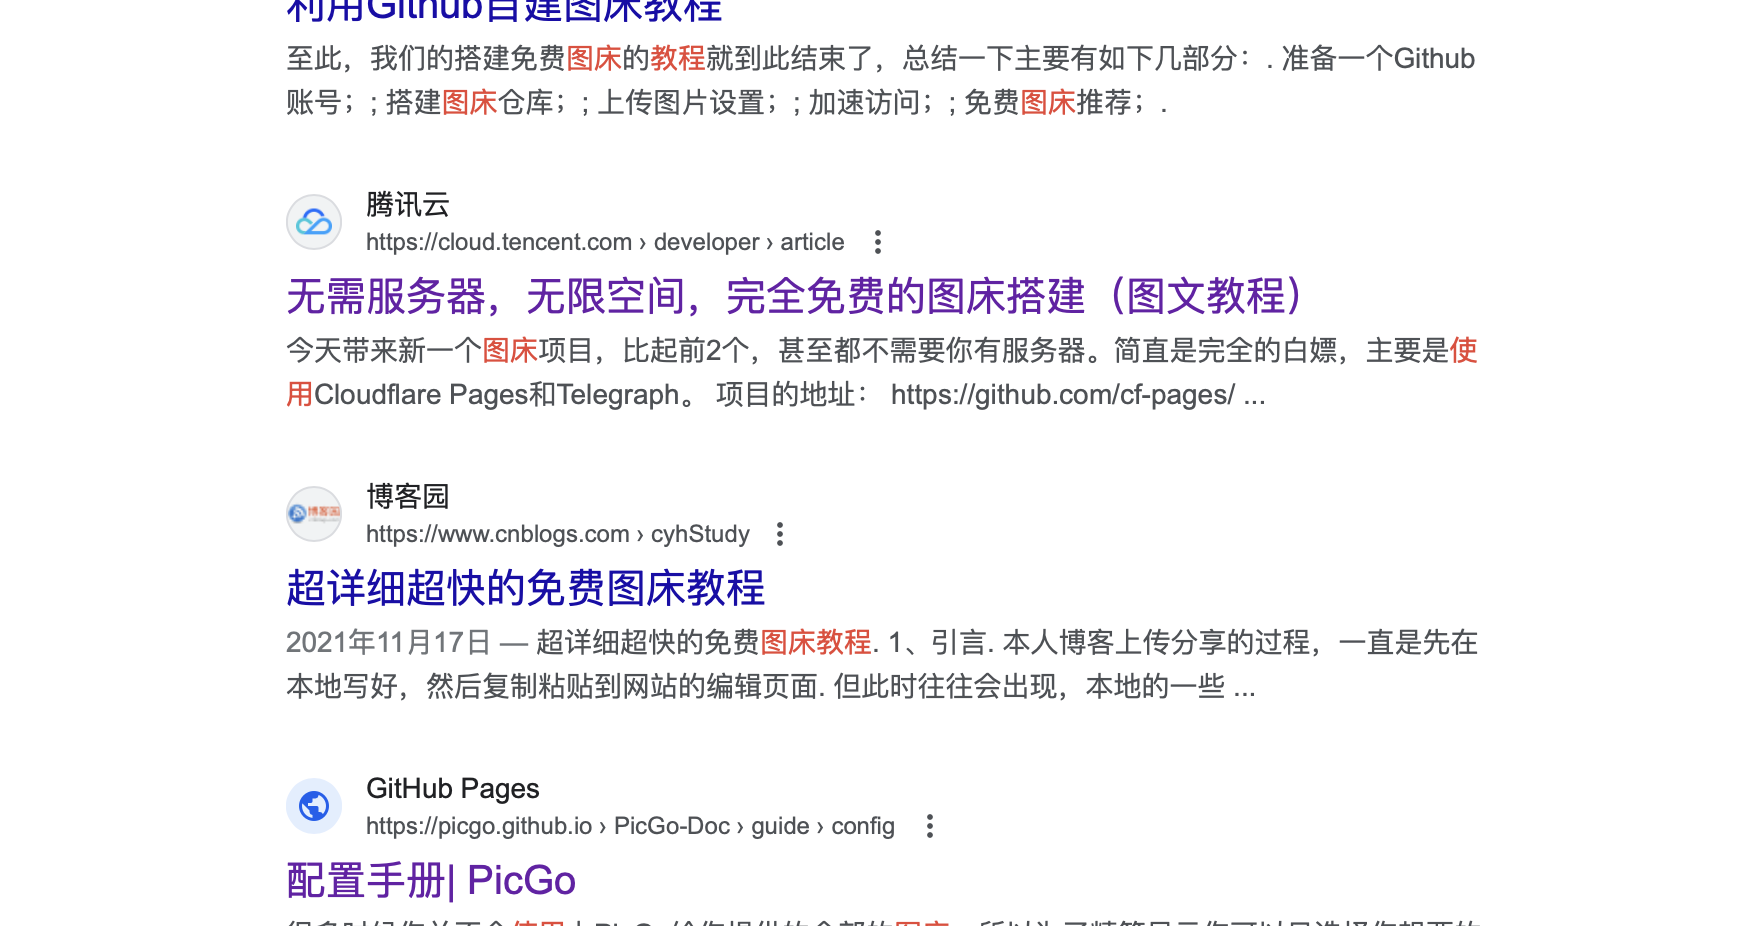 利用Github自建图床教程
至此，我们的搭建免费图床的教程就到此结束了，总结一下主要有如下几部分：. 准备一个Github
账号；; 搭建图床仓库；; 上传图片设置；; 加速访问；; 免费图床推荐；.
腾讯云
https://cloud.tencent.com › developer › article
无需服务器，无限空间，完全免费的图床搭建（图文教程）
今天带来新一个图床项目，比起前2个，甚至都不需要你有服务器。简直是完全的白嫖，主要是使
用Cloudflare Pages和Telegraph。 项目的地址： https://github.com/cf-pages/ ...
博客园
https://www.cnblogs.com › cyhStudy
超详细超快的免费图床教程
2021年11月17日 — 超详细超快的免费图床教程. 1、引言. 本人博客上传分享的过程，一直是先在
本地写好，然后复制粘贴到网站的编辑页面. 但此时往往会出现，本地的一些 ...
GitHub Pages
https://picgo.github.io › PicGo-Doc › guide › config
配置手册| PicGo